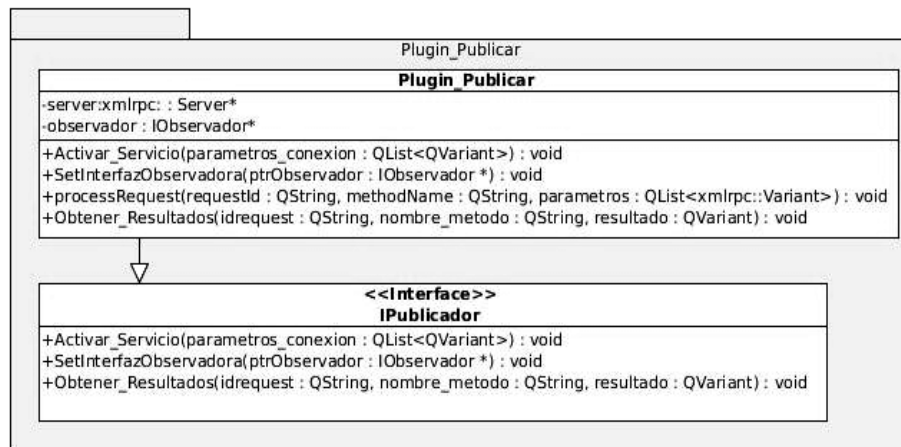 Plugin_Publicar
Plugin_Publicar
-server:xmlrpc: : Server*
-observador : IObservador*
+Activar_Servicio(parametros_conexion : QList<QVariant>) : void
+SetInterfazObservadora(ptrObservador : IObservador *) : void
+processRequest(requestId : QString, methodName : QString, parametros : QList<xmlrpc::Variant>) : void
+Obtener_Resultados(idrequest : QString, nombre_metodo : QString, resultado : QVariant) : void
<<Interface>>
IPublicador
+Activar_Servicio(parametros_conexion : QList<QVariant>) : void
+SetInterfazObservadora(ptrObservador : IObservador *) : void
+Obtener_Resultados(idrequest : QString, nombre_metodo : QString, resultado : QVariant) : void